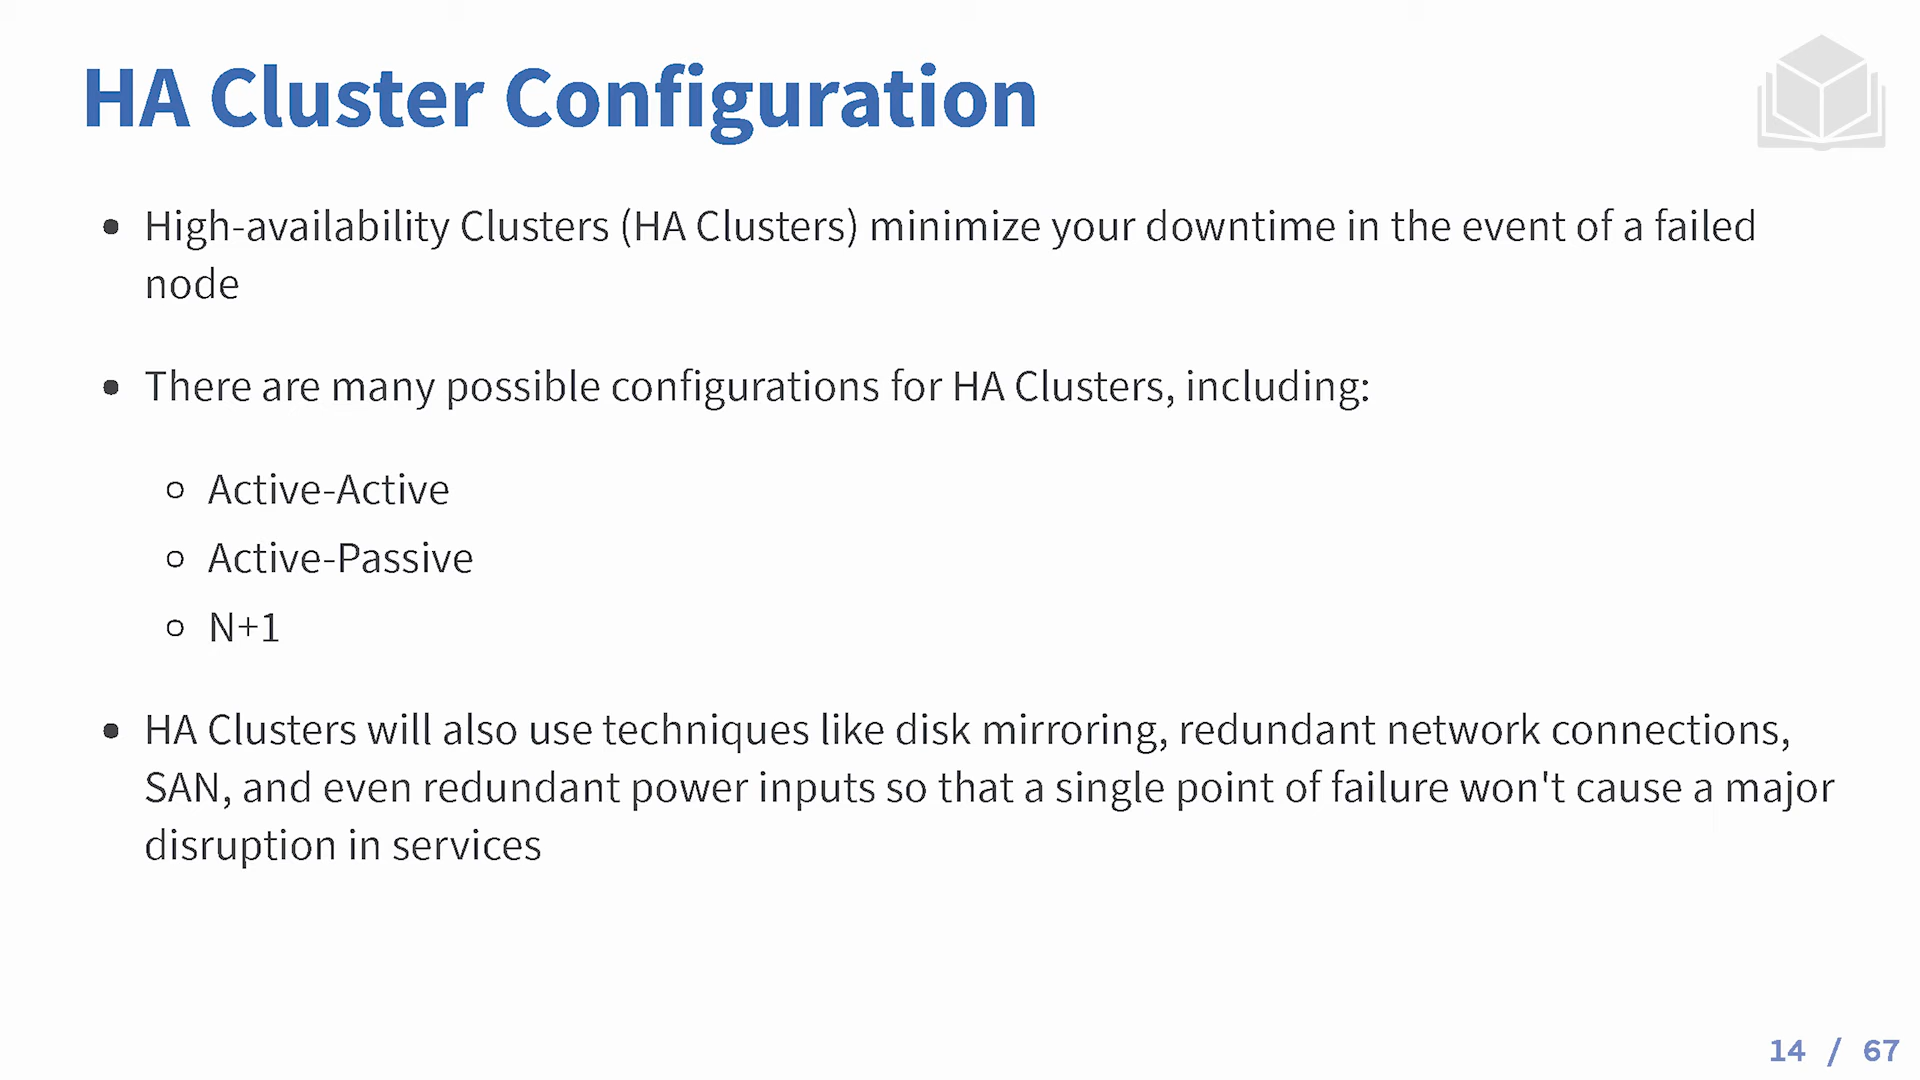 HA Cluster Configuration
• High-availability Clusters (HA Clusters) minimize your downtime in the event of a failed
node
• There are many possible configurations for HA Clusters, including:
○ Active-Active
○ Active-Passive
○ N+1
• HA Clusters will also use techniques like disk mirroring, redundant network connections,
SAN, and even redundant power inputs so that a single point of failure won't cause a major
disruption in services
14 / 67